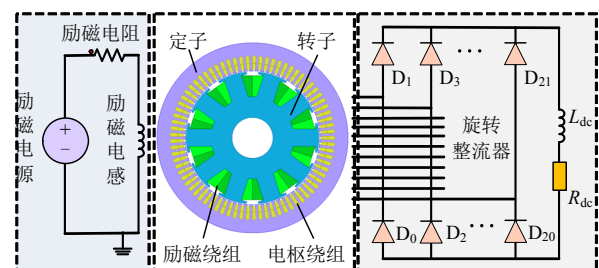 励磁电阻
励磁电源
+
−
励磁电感
定子
转子
励磁绕组
电枢绕组
D1
D3
···
D21
旋转
整流器
Ldc
Rdc
D0
D2
···
D20